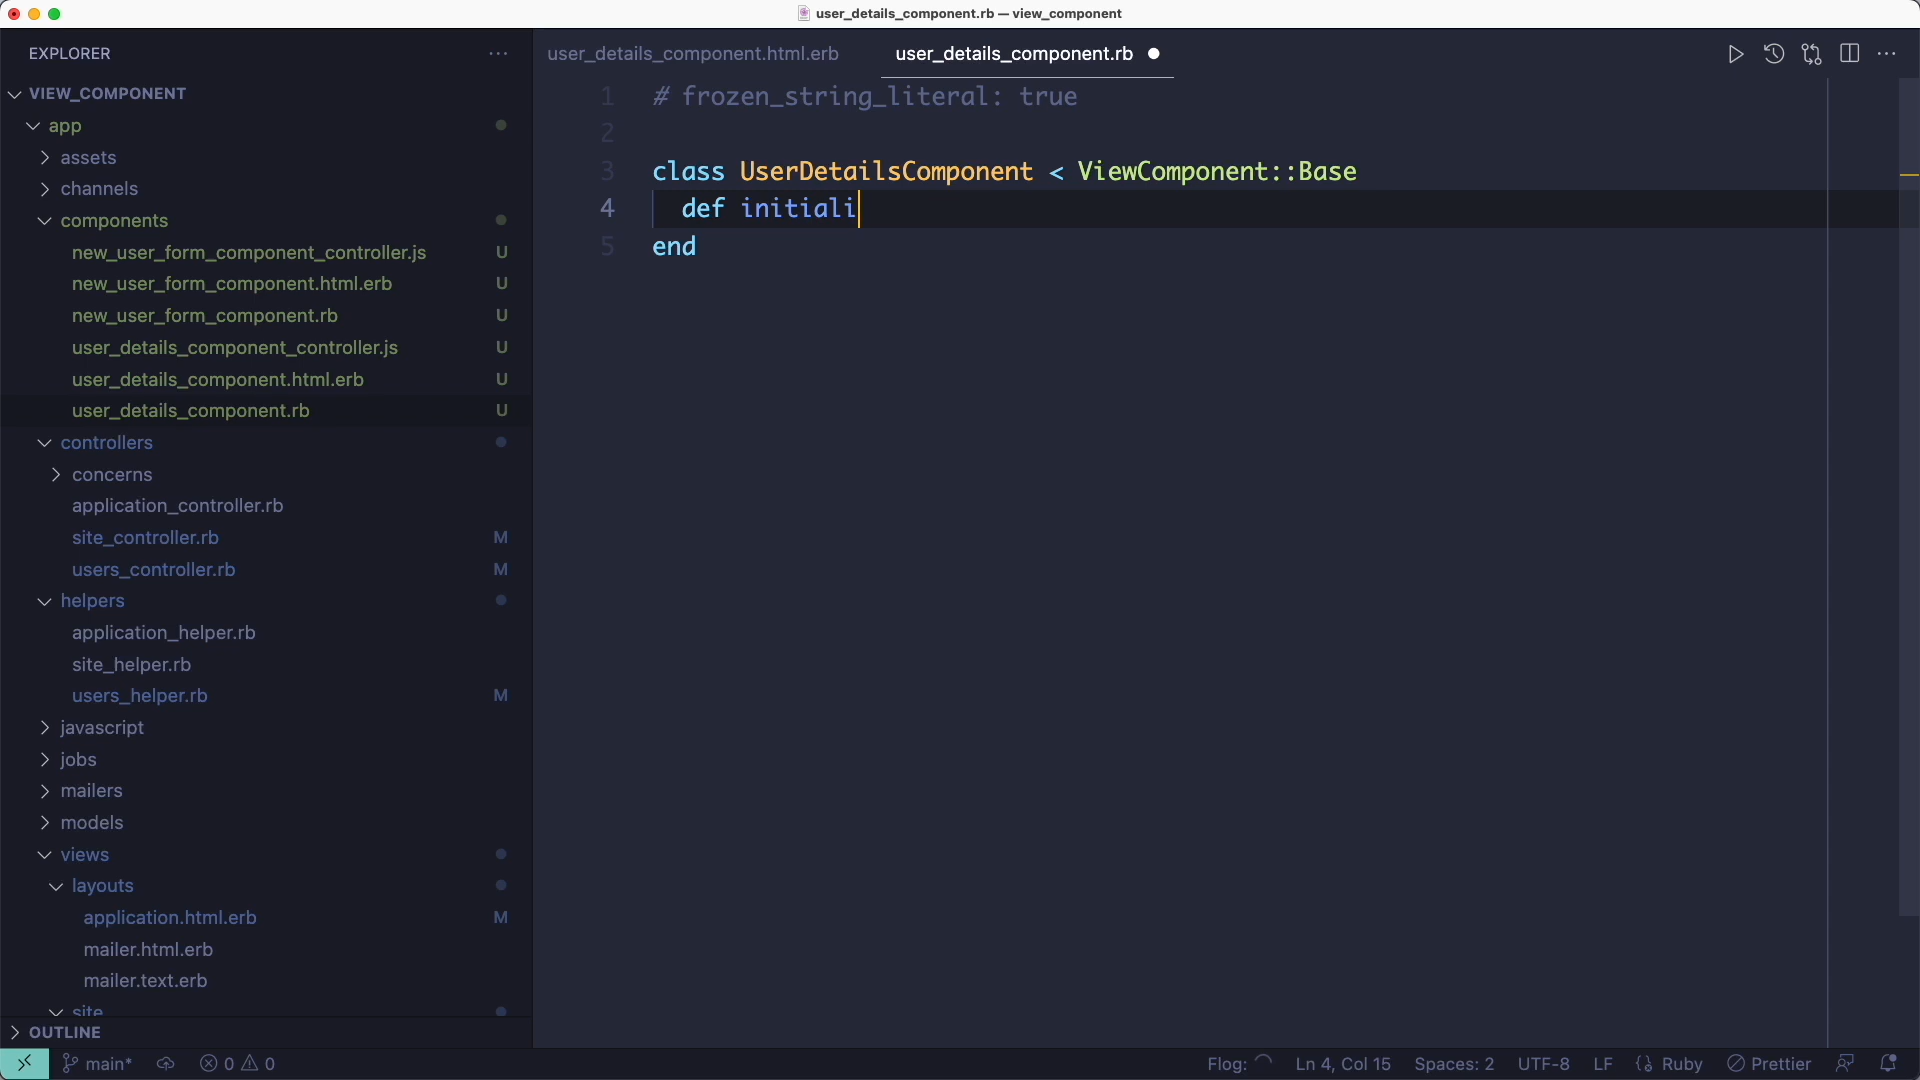 user_details_component.rb — view_component
EXPLORER
user_details_component.html.erb
user_details_component.rb
VIEW_COMPONENT
app
assets
channels
components
new_user_form_component_controller.js U
new_user_form_component.html.erb U
new_user_form_component.rb U
user_details_component_controller.js U
user_details_component.html.erb U
user_details_component.rb U
controllers
concerns
application_controller.rb
site_controller.rb M
users_controller.rb M
helpers
application_helper.rb
site_helper.rb
users_helper.rb M
javascript
jobs
mailers
models
views
layouts
application.html.erb M
mailer.html.erb
mailer.text.erb
site
OUTLINE
1 # frozen_string_literal: true
2
3 class UserDetailsComponent < ViewComponent::Base
4 def initiali
5 end
main* 0 0
Flog: Ln 4, Col 15 Spaces: 2 UTF-8 LF Ruby Prettier